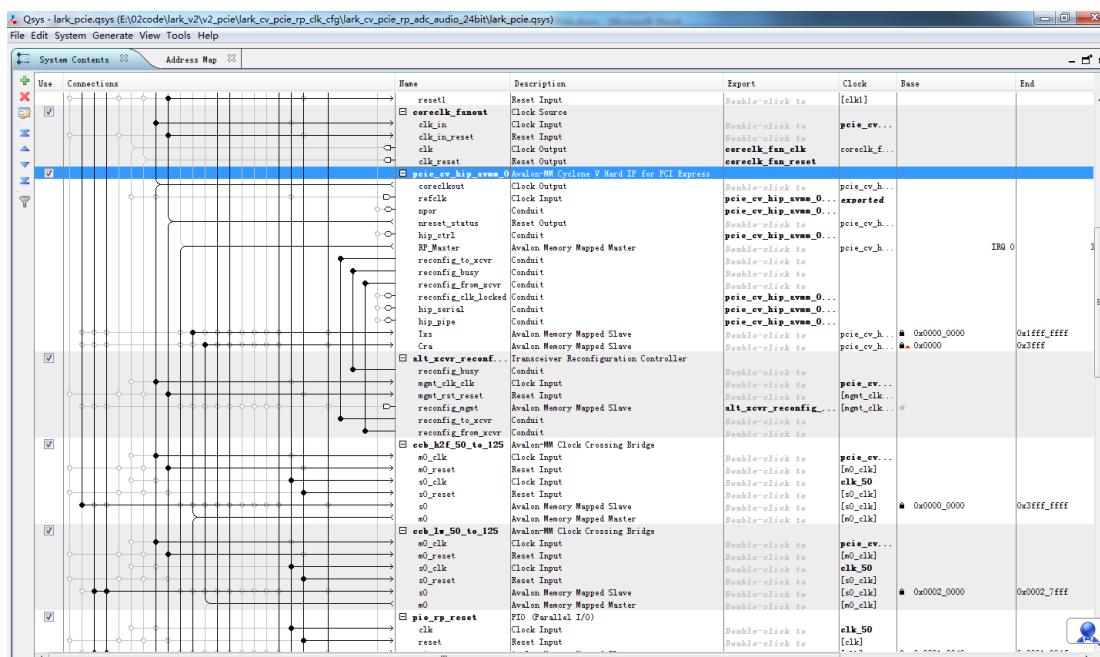 Qsys - lark_pcie.qsys (E:\02code\lark_v2\v2_pcie\lark_cv_pcie_rp_clk_cfg\lark_cv_pcie_rp_adc_audio_24bit\lark_pcie.qsys)
File Edit System Generate View Tools Help
System Contents Address Map
Use Connections Name Description Export Clock Base End
reset1 Reset Input Double-click to [clk1]
coreclk_fanout Clock Source
clk_in Clock Input Double-click to pcie_cv...
clk_in_reset Reset Input Double-click to
clk Clock Output coreclk_fan_clk coreclk_f...
clk_reset Reset Output coreclk_fan_reset
pcie_cv_hip_avmm_0 Avalon-MM Cyclone V Hard IP for PCI Express
coreclkout Clock Output Double-click to pcie_cv_h...
refclk Clock Input pcie_cv_hip_avmm_0... exported
npor Conduit pcie_cv_hip_avmm_0...
nreset_status Reset Output Double-click to pcie_cv_h...
hip_ctrl Conduit pcie_cv_hip_avmm_0...
RP_Master Avalon Memory Mapped Master Double-click to pcie_cv_h... IRQ 0
reconfig_to_xcvr Conduit Double-click to
reconfig_busy Conduit Double-click to
reconfig_from_xcvr Conduit Double-click to
reconfig_clk_locked Conduit pcie_cv_hip_avmm_0...
hip_serial Conduit pcie_cv_hip_avmm_0...
hip_pipe Conduit pcie_cv_hip_avmm_0...
Txs Avalon Memory Mapped Slave Double-click to pcie_cv_h... 0x0000_0000 0x1fff_ffff
Cra Avalon Memory Mapped Slave Double-click to pcie_cv_h... 0x0000 0x3fff
alt_xcvr_reconf... Transceiver Reconfiguration Controller
reconfig_busy Conduit Double-click to
mgmt_clk_clk Clock Input Double-click to pcie_cv...
mgmt_rst_reset Reset Input Double-click to [mgmt_clk...
reconfig_mgmt Avalon Memory Mapped Slave alt_xcvr_reconfig_... [mgmt_clk...
reconfig_to_xcvr Conduit Double-click to
reconfig_from_xcvr Conduit Double-click to
ccb_h2f_50_to_125 Avalon-MM Clock Crossing Bridge
m0_clk Clock Input Double-click to pcie_cv...
m0_reset Reset Input Double-click to [m0_clk]
s0_clk Clock Input Double-click to clk_50
s0_reset Reset Input Double-click to [s0_clk]
s0 Avalon Memory Mapped Slave Double-click to [s0_clk] 0x0000_0000 0x3fff_ffff
m0 Avalon Memory Mapped Master Double-click to [m0_clk]
ccb_lw_50_to_125 Avalon-MM Clock Crossing Bridge
m0_clk Clock Input Double-click to pcie_cv...
m0_reset Reset Input Double-click to [m0_clk]
s0_clk Clock Input Double-click to clk_50
s0_reset Reset Input Double-click to [s0_clk]
s0 Avalon Memory Mapped Slave Double-click to [s0_clk] 0x0002_0000 0x0002_7fff
m0 Avalon Memory Mapped Master Double-click to [m0_clk]
pio_rp_reset PIO (Parallel I/O)
clk Clock Input Double-click to clk_50
reset Reset Input Double-click to [clk]